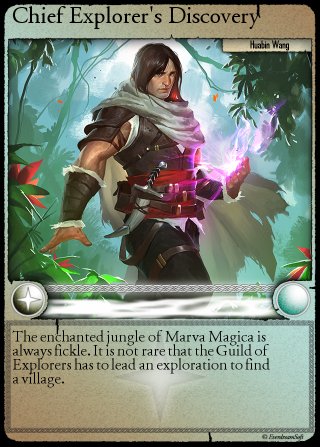 Chief Explorer's Discovery
Huabin Wang
The enchanted jungle of Marva Magica is
always fickle. It is not rare that the Guild of
Explorers has to lead an exploration to find
a village.
© EverdreamSoft